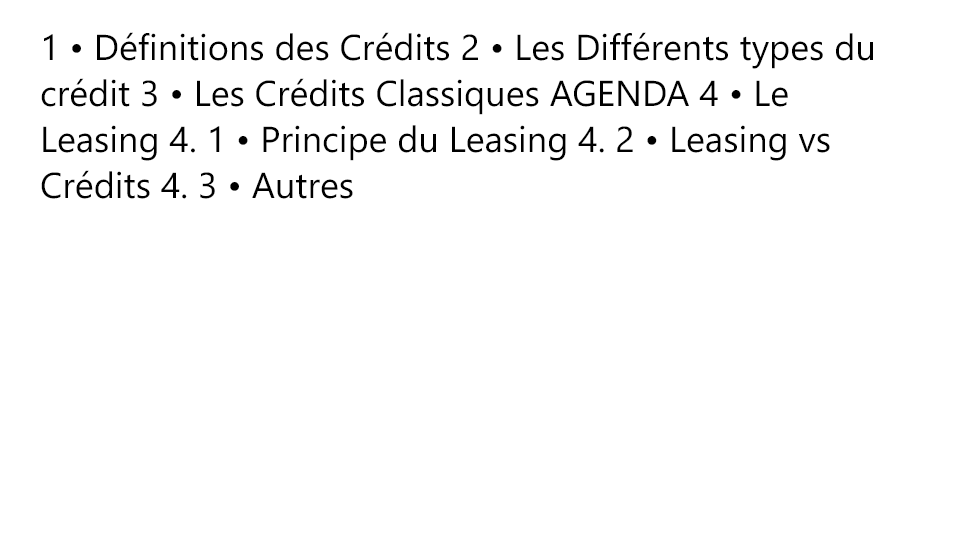 1 • Définitions des Crédits 2 • Les Différents types du
crédit 3 • Les Crédits Classiques AGENDA 4 • Le
Leasing 4. 1 • Principe du Leasing 4. 2 • Leasing vs
Crédits 4. 3 • Autres